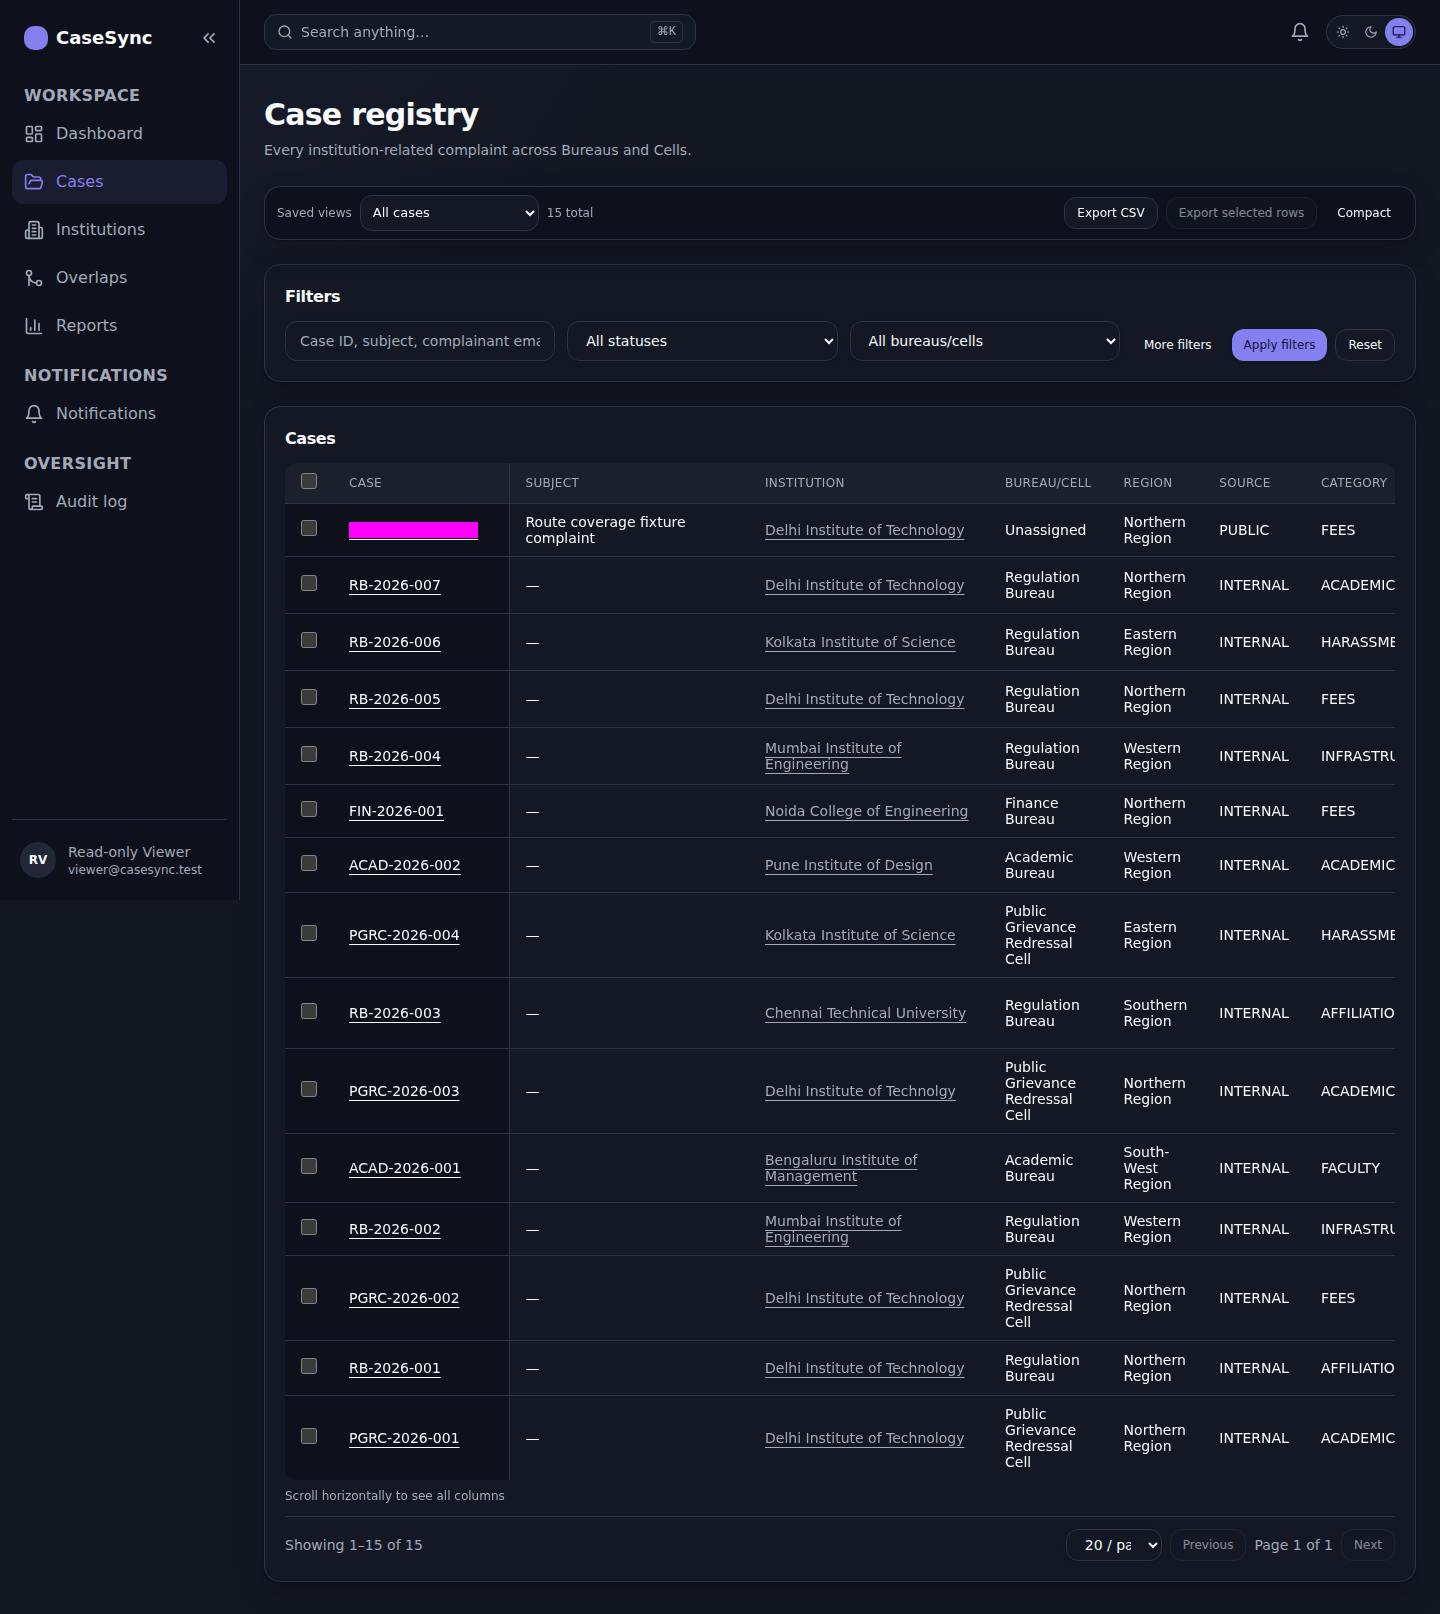 CaseSync
Search anything...
⌘K
WORKSPACE
Dashboard
Cases
Institutions
Overlaps
Reports
NOTIFICATIONS
Notifications
OVERSIGHT
Audit log
RV
Read-only Viewer
viewer@casesync.test
Case registry
Every institution-related complaint across Bureaus and Cells.
Saved views All cases 15 total Export CSV Export selected rows Compact
Filters
Case ID, subject, complainant ema All statuses All bureaus/cells More filters Apply filters Reset
Cases
CASE SUBJECT INSTITUTION BUREAU/CELL REGION SOURCE CATEGORY
Route coverage fixture complaint Delhi Institute of Technology Unassigned Northern Region PUBLIC FEES
RB-2026-007 — Delhi Institute of Technology Regulation Bureau Northern Region INTERNAL ACADEMIC
RB-2026-006 — Kolkata Institute of Science Regulation Bureau Eastern Region INTERNAL HARASSME
RB-2026-005 — Delhi Institute of Technology Regulation Bureau Northern Region INTERNAL FEES
RB-2026-004 — Mumbai Institute of Engineering Regulation Bureau Western Region INTERNAL INFRASTRU
FIN-2026-001 — Noida College of Engineering Finance Bureau Northern Region INTERNAL FEES
ACAD-2026-002 — Pune Institute of Design Academic Bureau Western Region INTERNAL ACADEMIC
PGRC-2026-004 — Kolkata Institute of Science Public Grievance Redressal Cell Eastern Region INTERNAL HARASSME
RB-2026-003 — Chennai Technical University Regulation Bureau Southern Region INTERNAL AFFILIATIO
PGRC-2026-003 — Delhi Institute of Technolgy Public Grievance Redressal Cell Northern Region INTERNAL ACADEMIC
ACAD-2026-001 — Bengaluru Institute of Management Academic Bureau South-West Region INTERNAL FACULTY
RB-2026-002 — Mumbai Institute of Engineering Regulation Bureau Western Region INTERNAL INFRASTRU
PGRC-2026-002 — Delhi Institute of Technology Public Grievance Redressal Cell Northern Region INTERNAL FEES
RB-2026-001 — Delhi Institute of Technology Regulation Bureau Northern Region INTERNAL AFFILIATIO
PGRC-2026-001 — Delhi Institute of Technology Public Grievance Redressal Cell Northern Region INTERNAL ACADEMIC
Scroll horizontally to see all columns
Showing 1–15 of 15 20 / pa Previous Page 1 of 1 Next